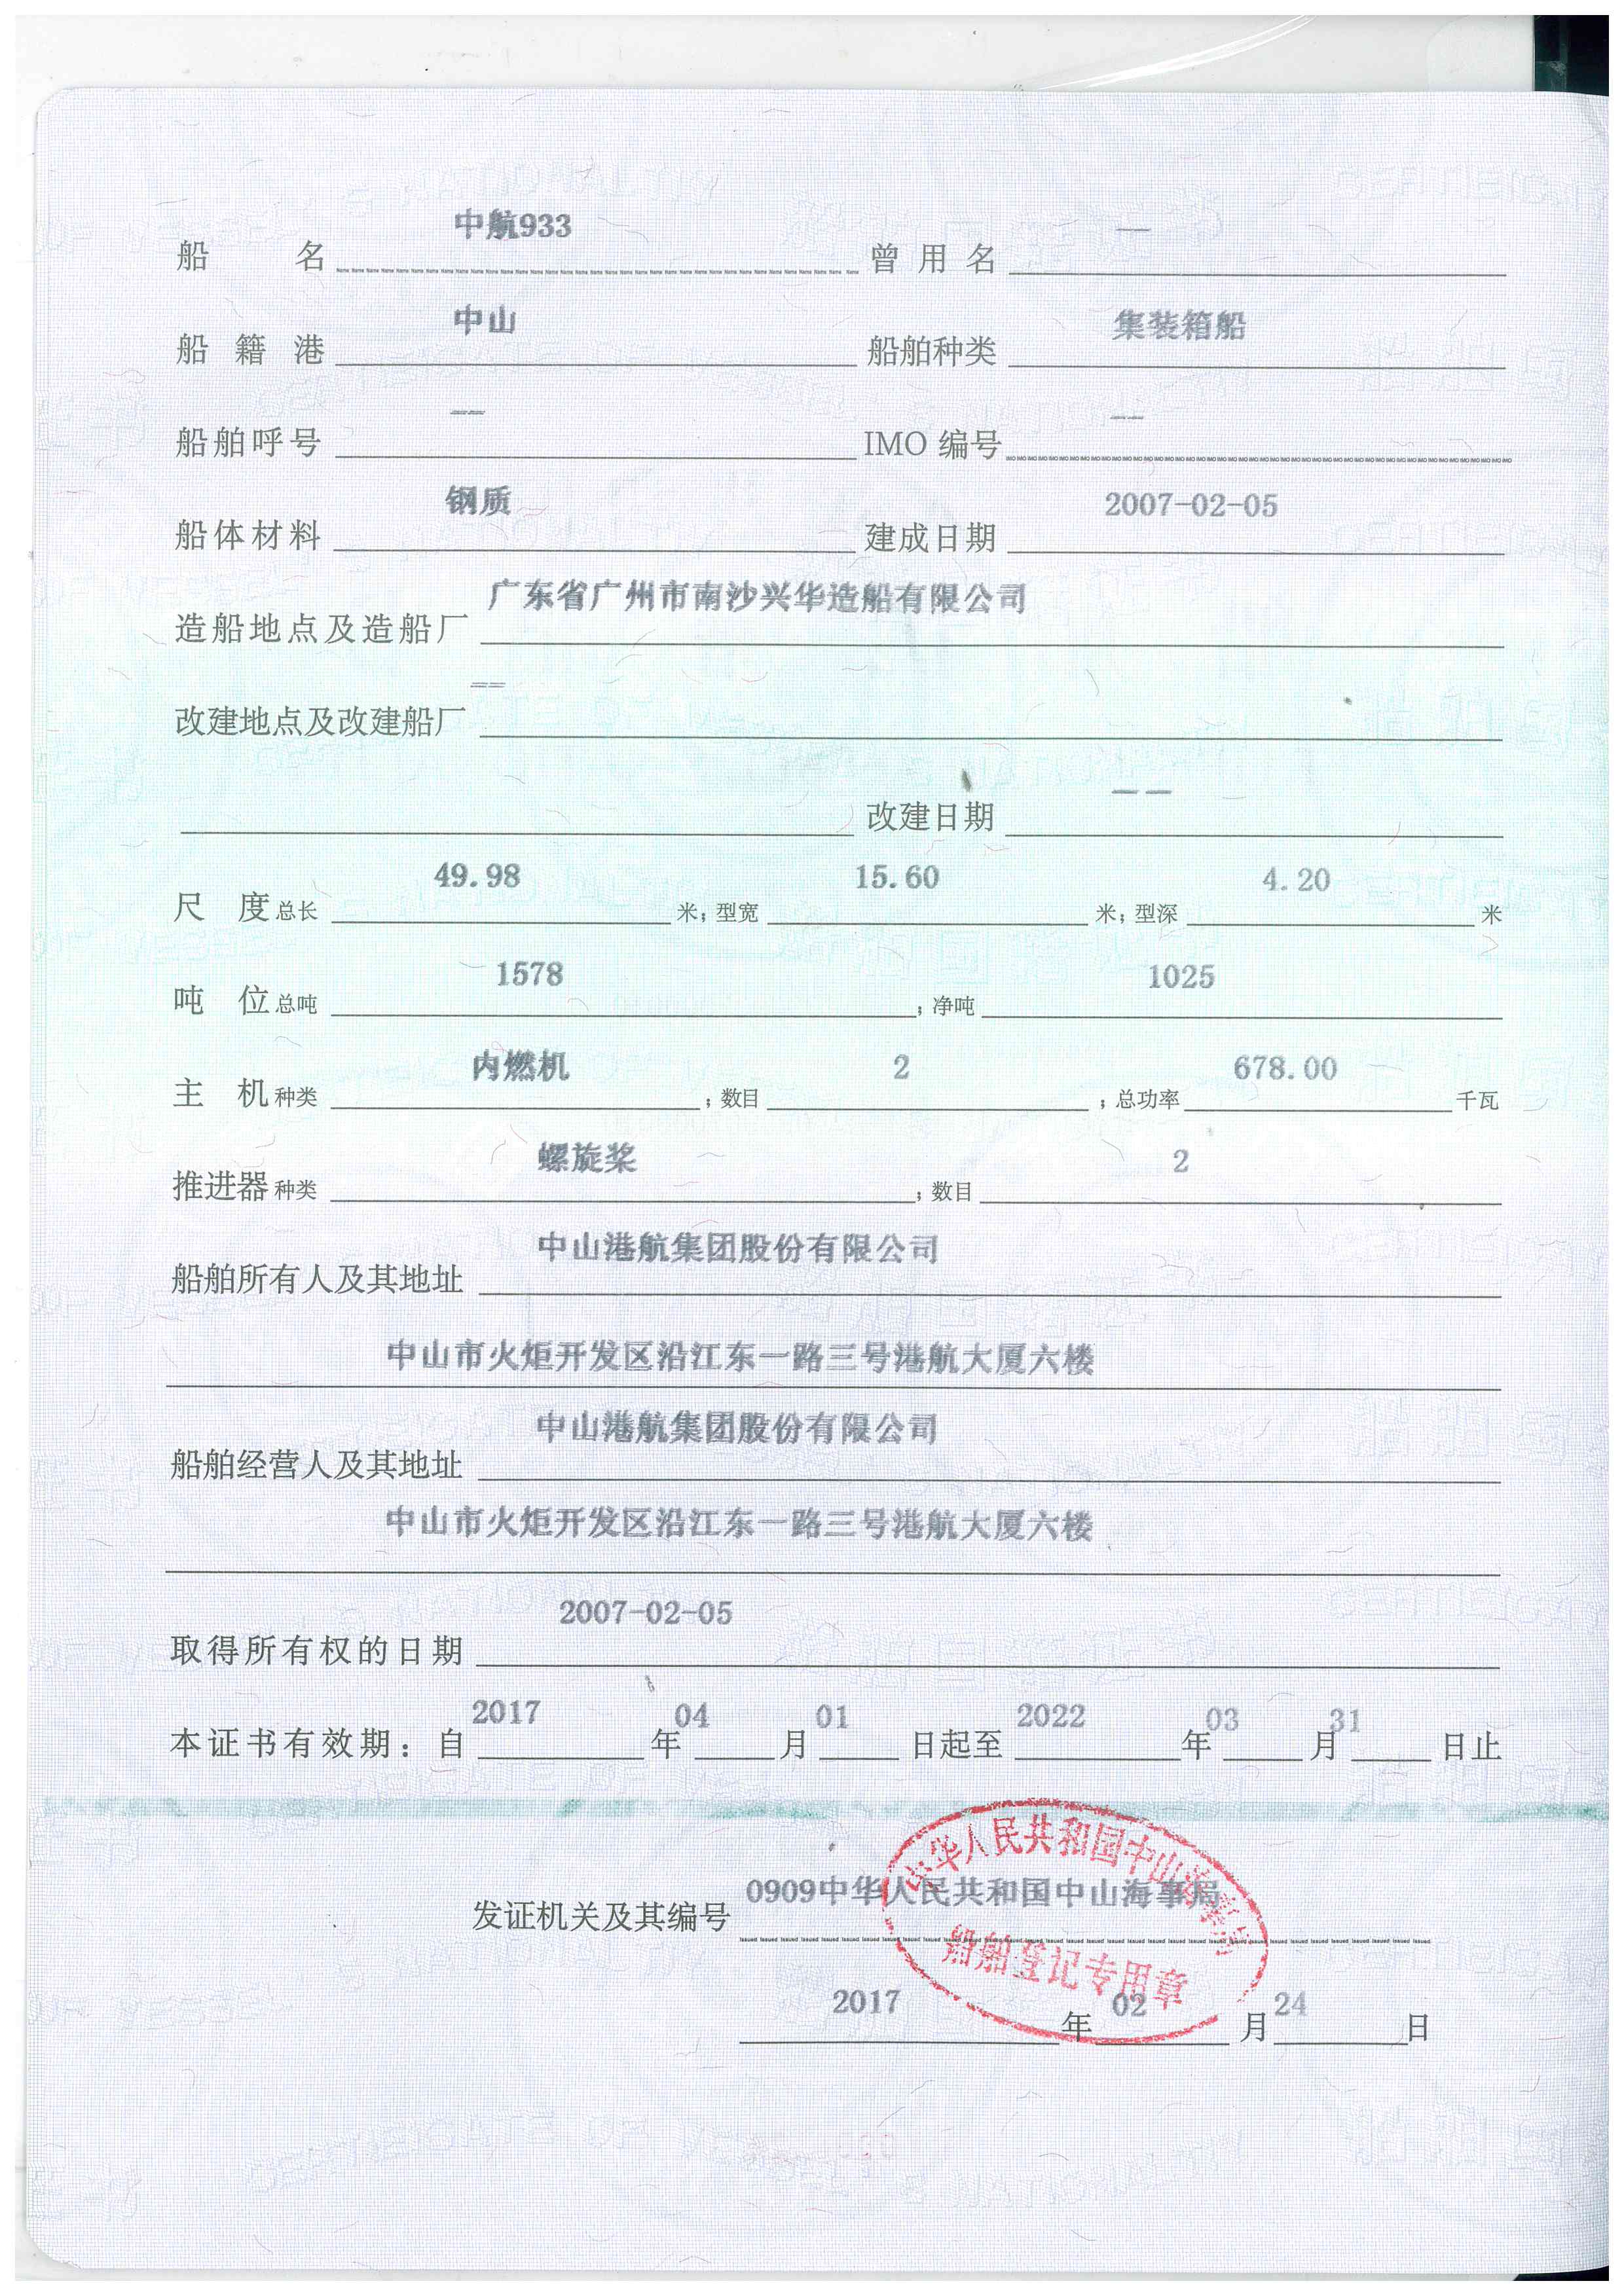 船名 中航933 曾用名 —
船籍港 中山 船舶种类 集装箱船
船舶呼号 —— IMO 编号 ——
船体材料 钢质 建成日期 2007-02-05
造船地点及造船厂 广东省广州市南沙兴华造船有限公司
改建地点及改建船厂 ==
改建日期 — —
尺度总长 49.98 米；型宽 15.60 米；型深 4.20 米
吨位总吨 1578 ；净吨 1025
主机种类 内燃机 ；数目 2 ；总功率 678.00 千瓦
推进器种类 螺旋桨 ；数目 2
船舶所有人及其地址 中山港航集团股份有限公司
中山市火炬开发区沿江东一路三号港航大厦六楼
船舶经营人及其地址 中山港航集团股份有限公司
中山市火炬开发区沿江东一路三号港航大厦六楼
取得所有权的日期 2007-02-05
本证书有效期：自 2017 年 04 月 01 日起至 2022 年 03 月 31 日止
中华人民共和国中山海事局
发证机关及其编号 0909中华人民共和国中山海事局
船舶登记专用章
2017 年 02 月 24 日